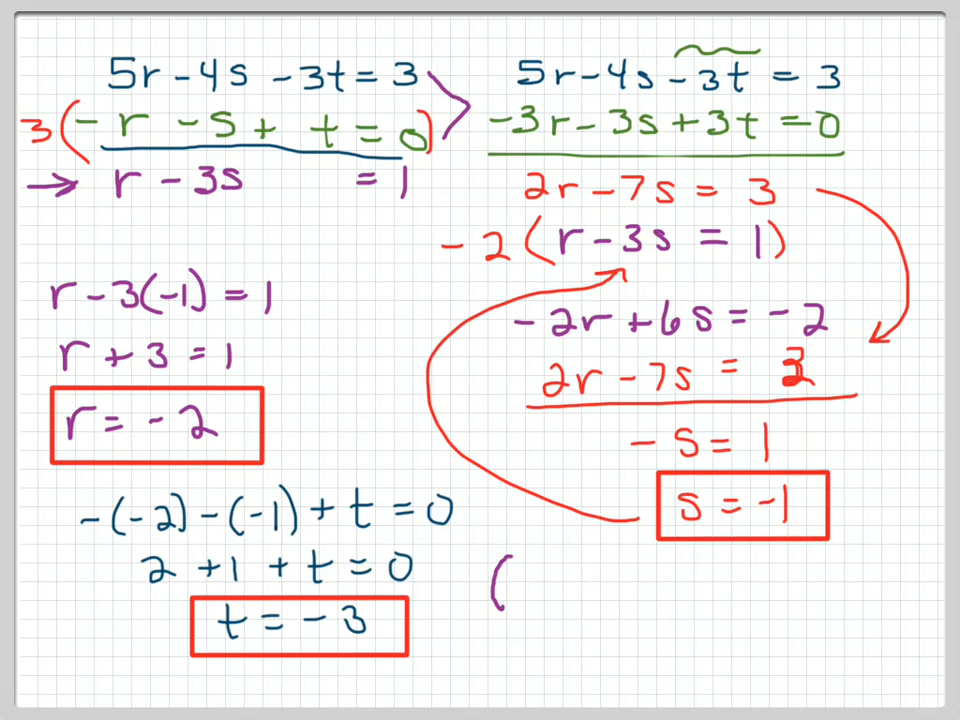 5r - 4s - 3t = 3
3(-r - s + t = 0)
→ r - 3s = 1
r - 3(-1) = 1
r + 3 = 1
r = -2
-(-2) - (-1) + t = 0
2 + 1 + t = 0
t = -3
5r - 4s - 3t = 3
-3r - 3s + 3t = 0
2r - 7s = 3
-2(r - 3s = 1)
-2r + 6s = -2
2r - 7s = 3
-s = 1
s = -1
(